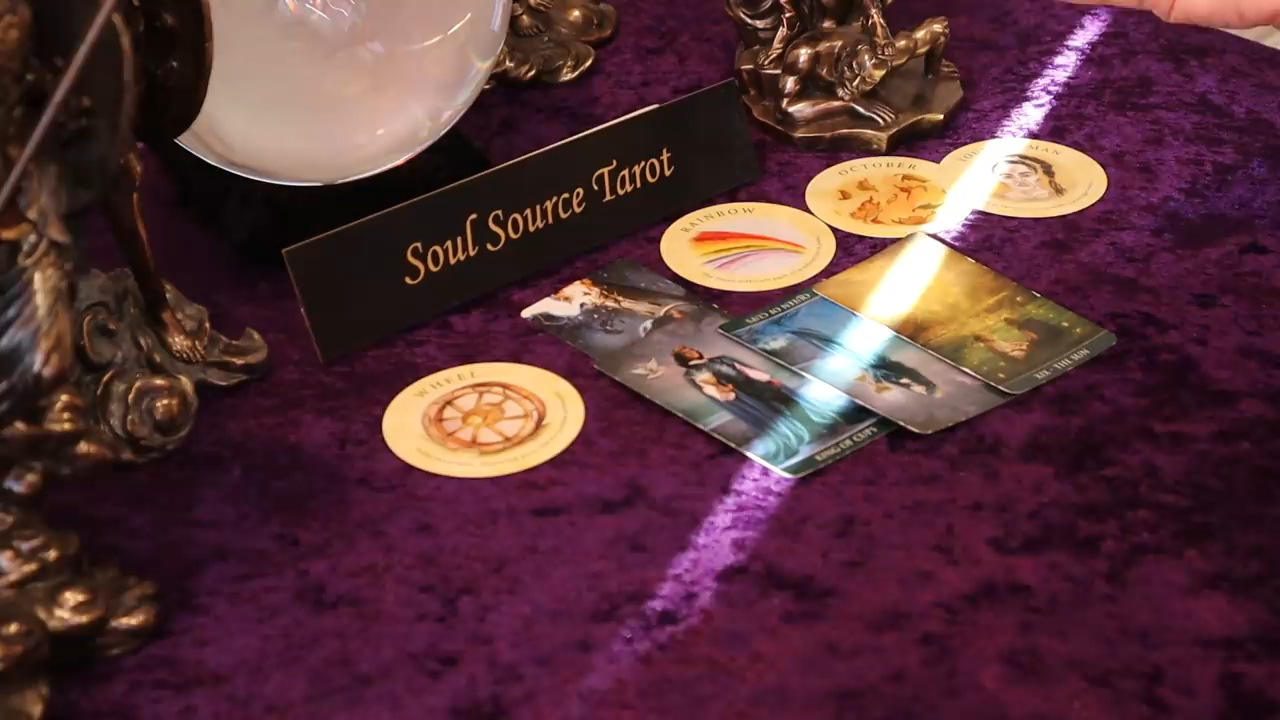 Soul Source Tarot
OCTOBER
RAINBOW
QUEEN OF CUPS
XIX · THE SUN
WHEEL
KING OF CUPS